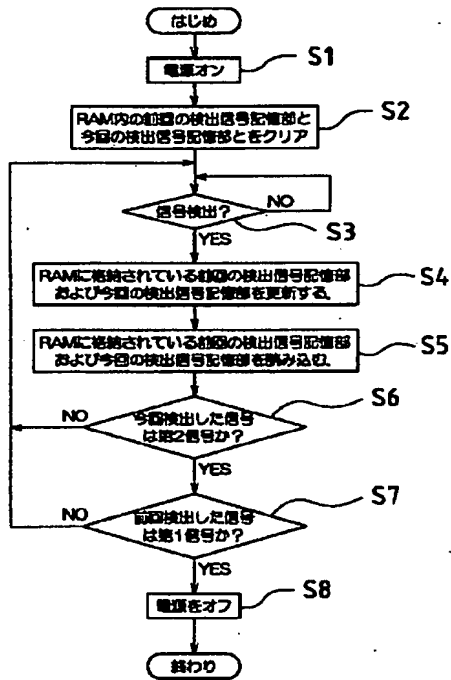 はじめ
S1
電源オン
S2
RAM内の前回の検出信号記憶部と
今回の検出信号記憶部とをクリア
NO
信号検出?
S3
YES
RAMに格納されている前回の検出信号記憶部
および今回の検出信号記憶部を更新する。
S4
RAMに格納されている前回の検出信号記憶部
および今回の検出信号記憶部を読み込む。
S5
S6
NO
今回検出した信号
は第2信号か?
YES
S7
NO
前回検出した信号
は第1信号か?
YES
S8
電源をオフ
終わり